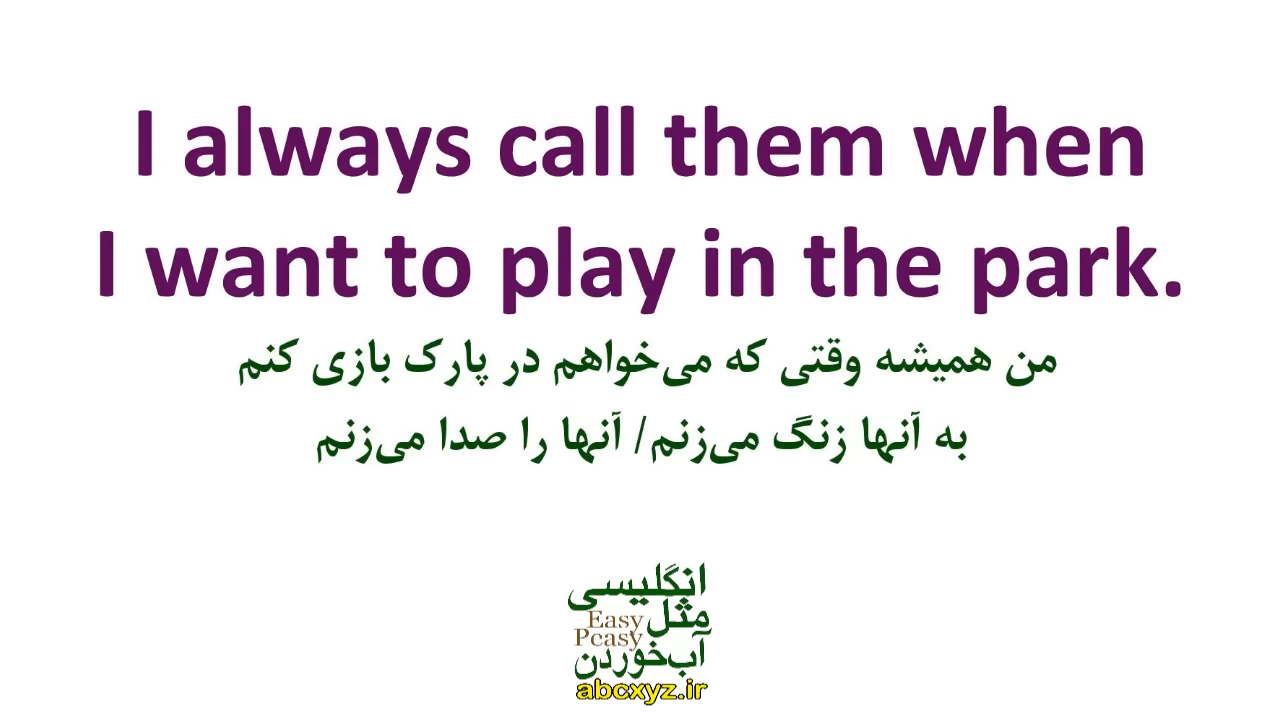 I always call them when
I want to play in the park.
من همیشه وقتی که می‌خواهم در پارک بازی کنم
به آنها زنگ می‌زنم/ آنها را صدا می‌زنم
انگلیسی
مثل
Easy
Peasy
آب‌خوردن
abcxyz.ir